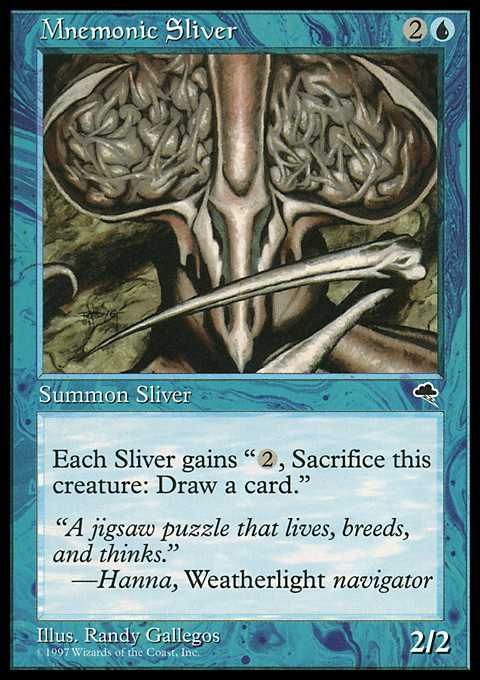 Mnemonic Sliver 2
Summon Sliver
Each Sliver gains “2, Sacrifice this
creature: Draw a card.”
“A jigsaw puzzle that lives, breeds,
and thinks.”
—Hanna, Weatherlight navigator
Illus. Randy Gallegos
©1997 Wizards of the Coast, Inc.
2/2